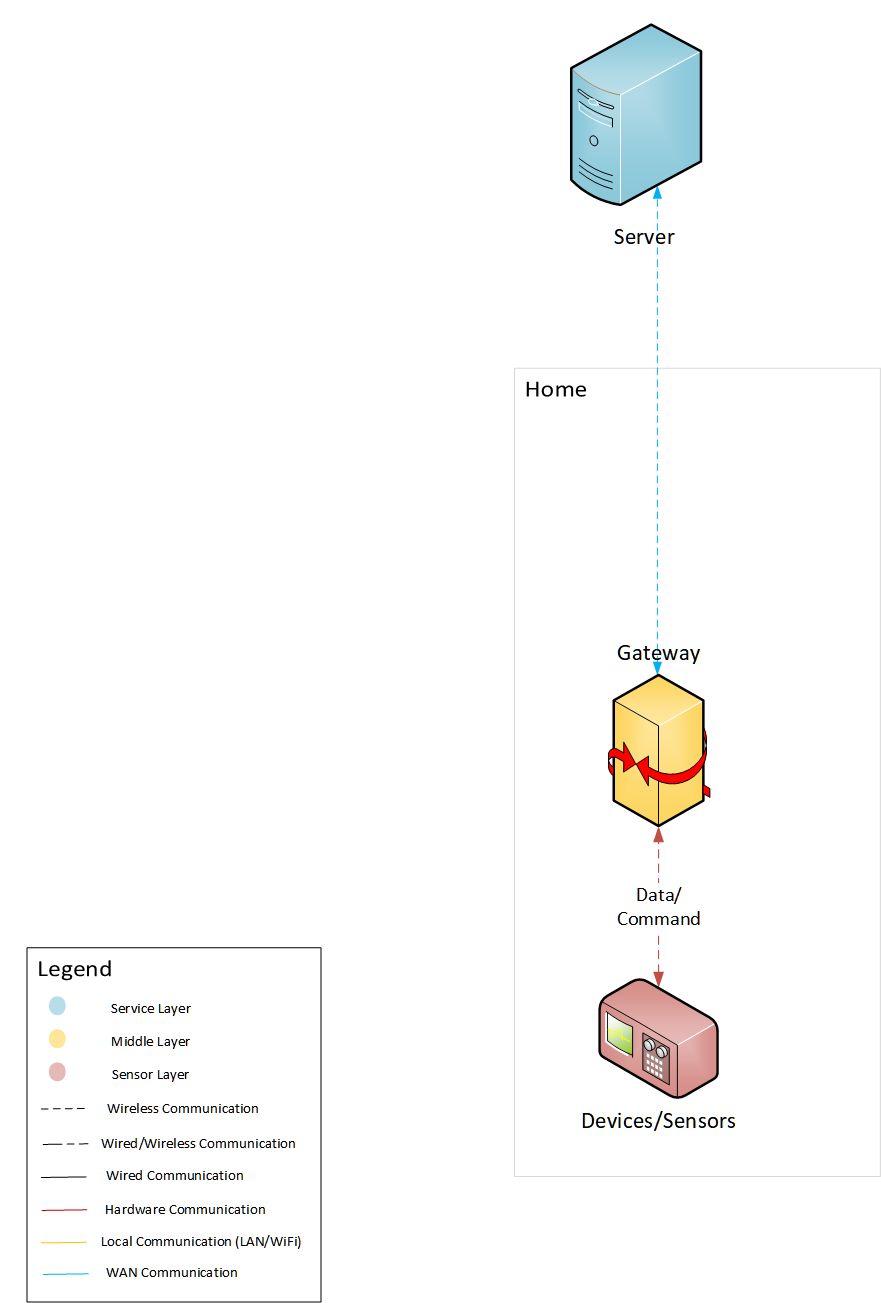 Server
Home
Gateway
Data/
Command
Devices/Sensors
Legend
Service Layer
Middle Layer
Sensor Layer
Wireless Communication
Wired/Wireless Communication
Wired Communication
Hardware Communication
Local Communication (LAN/WiFi)
WAN Communication